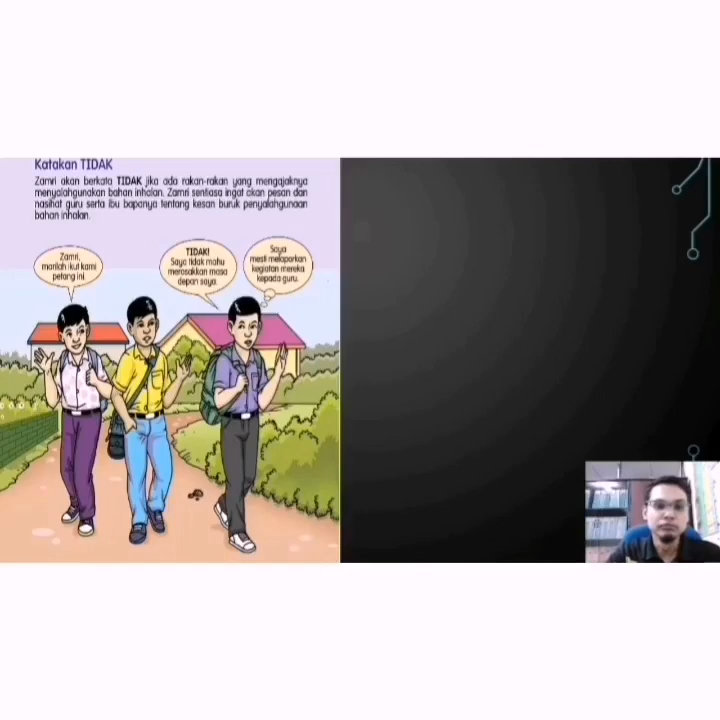 Katakan TIDAK
Zamri akan berkata TIDAK jika ada rakan-rakan yang mengajaknya
menyalahgunakan bahan inhalan. Zamri sentiasa ingat akan pesan dan
nasihat guru serta ibu bapanya tentang kesan buruk penyalahgunaan
bahan inhalan.
Zamri,
marilah ikut kami
petang ini.
TIDAK!
Saya tidak mahu
merosakkan masa
depan saya.
Saya
mesti melaporkan
kegiatan mereka
kepada guru.